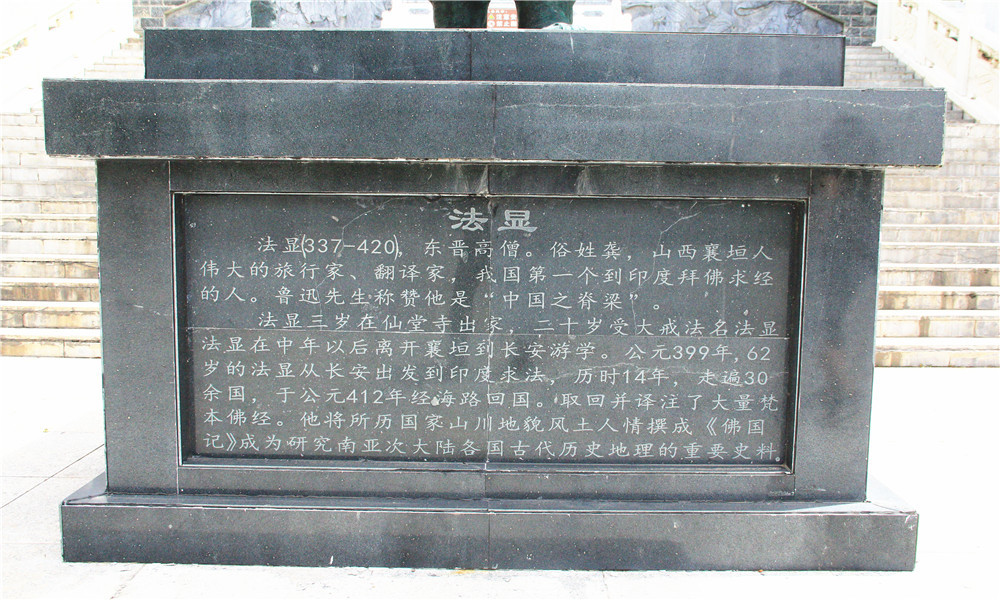 法显
法显(337-420)，东晋高僧。俗姓龚，山西襄垣人
伟大的旅行家、翻译家，我国第一个到印度拜佛求经
的人。鲁迅先生称赞他是“中国之脊梁”。
法显三岁在仙堂寺出家，二十岁受大戒法名法显
法显在中年以后离开襄垣到长安游学。公元399年,62
岁的法显从长安出发到印度求法，历时14年，走遍30
余国，于公元412年经海路回国。取回并译注了大量梵
本佛经。他将所历国家山川地貌风土人情撰成《佛国
记》成为研究南亚次大陆各国古代历史地理的重要史料。